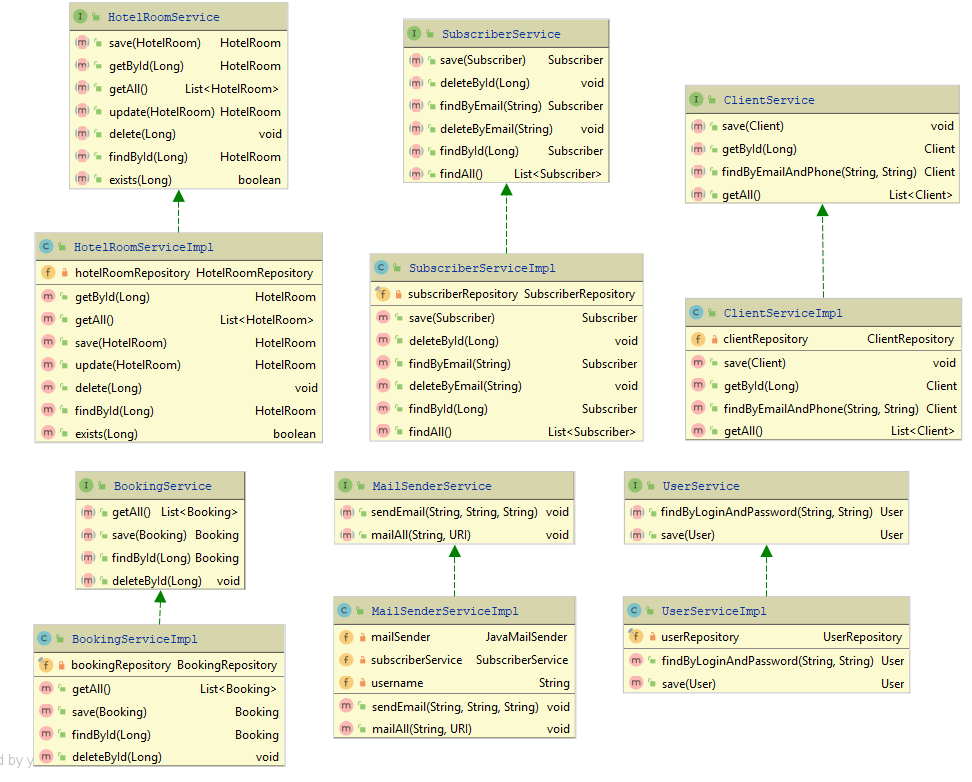 HotelRoomService
save(HotelRoom) HotelRoom
getById(Long) HotelRoom
getAll() List<HotelRoom>
update(HotelRoom) HotelRoom
delete(Long) void
findById(Long) HotelRoom
exists(Long) boolean
SubscriberService
save(Subscriber) Subscriber
deleteById(Long) void
findByEmail(String) Subscriber
deleteByEmail(String) void
findById(Long) Subscriber
findAll() List<Subscriber>
ClientService
save(Client) void
getById(Long) Client
findByEmailAndPhone(String, String) Client
getAll() List<Client>
HotelRoomServiceImpl
hotelRoomRepository HotelRoomRepository
getById(Long) HotelRoom
getAll() List<HotelRoom>
save(HotelRoom) HotelRoom
update(HotelRoom) HotelRoom
delete(Long) void
findById(Long) HotelRoom
exists(Long) boolean
SubscriberServiceImpl
subscriberRepository SubscriberRepository
save(Subscriber) Subscriber
deleteById(Long) void
findByEmail(String) Subscriber
deleteByEmail(String) void
findById(Long) Subscriber
findAll() List<Subscriber>
ClientServiceImpl
clientRepository ClientRepository
save(Client) void
getById(Long) Client
findByEmailAndPhone(String, String) Client
getAll() List<Client>
BookingService
getAll() List<Booking>
save(Booking) Booking
findById(Long) Booking
deleteById(Long) void
MailSenderService
sendEmail(String, String, String) void
mailAll(String, URI) void
UserService
findByLoginAndPassword(String, String) User
save(User) User
BookingServiceImpl
bookingRepository BookingRepository
getAll() List<Booking>
save(Booking) Booking
findById(Long) Booking
deleteById(Long) void
MailSenderServiceImpl
mailSender JavaMailSender
subscriberService SubscriberService
username String
sendEmail(String, String, String) void
mailAll(String, URI) void
UserServiceImpl
userRepository UserRepository
findByLoginAndPassword(String, String) User
save(User) User
d by y